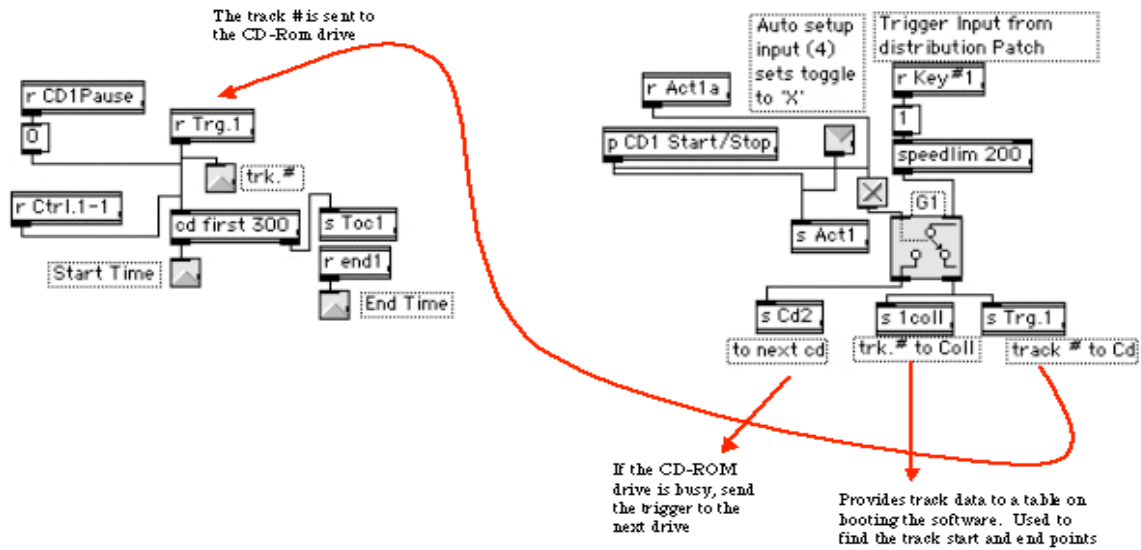 The track # is sent to
the CD-Rom drive
r CD1Pause
0
r Trg.1
trk.#
r Ctrl.1-1
cd first 300
s Toc1
r end1
Start Time
End Time
Auto setup
input (4)
sets toggle
to 'X'
Trigger Input from
distribution Patch
r Act1a
r Key#1
1
p CD1 Start/Stop
speedlim 200
G1
s Act1
s Cd2
s 1coll
s Trg.1
to next cd
trk.# to Coll
track # to Cd
If the CD-ROM
drive is busy, send
the trigger to the
next drive
Provides track data to a table on
booting the software. Used to
find the track start and end points